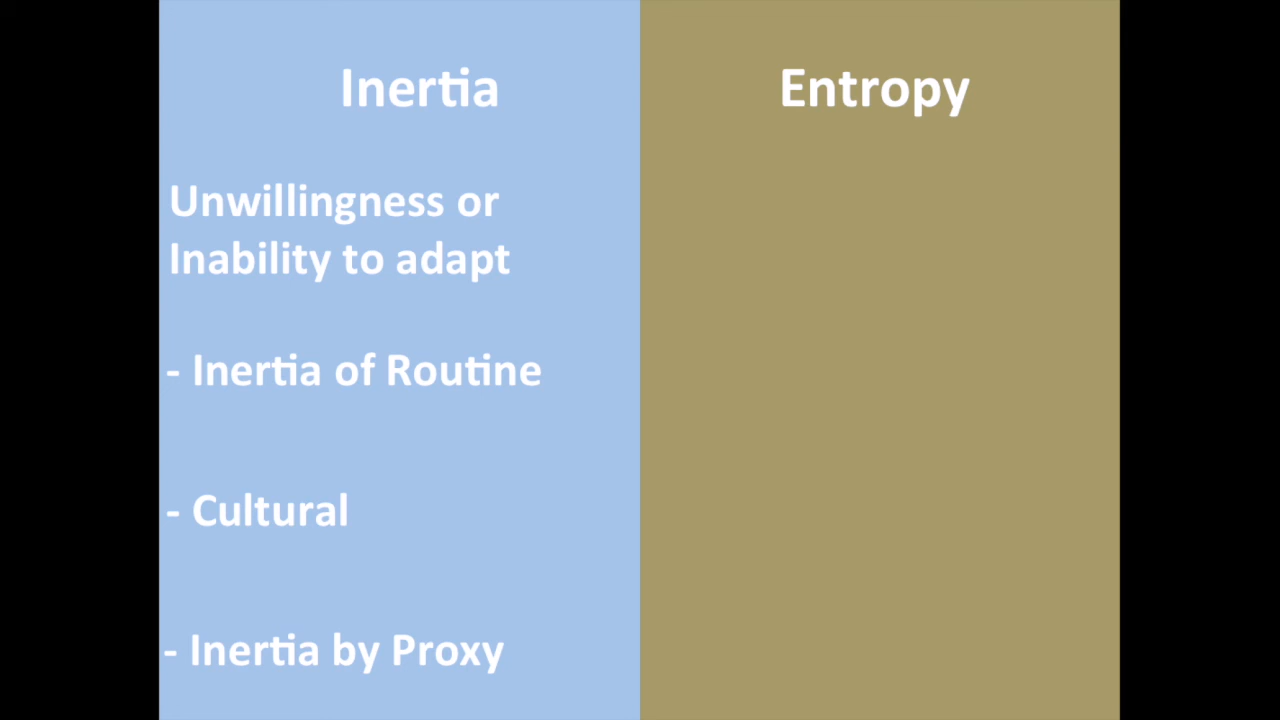 Inertia
Unwillingness or
Inability to adapt
- Inertia of Routine
- Cultural
- Inertia by Proxy
Entropy